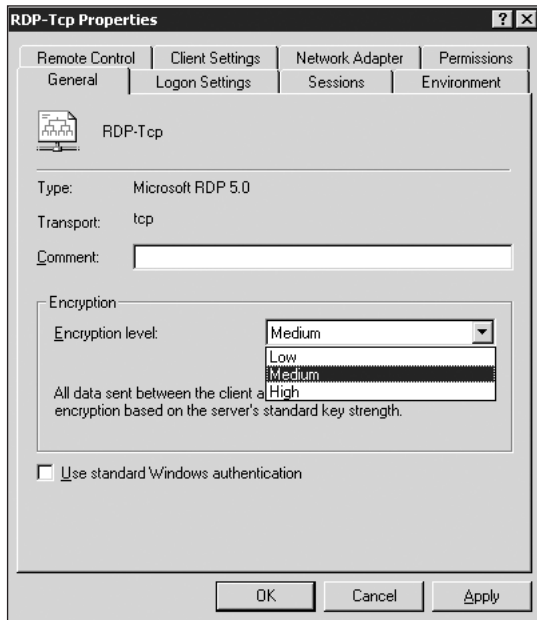 RDP-Tcp Properties
Remote Control Client Settings Network Adapter Permissions
General Logon Settings Sessions Environment
RDP-Tcp
Type: Microsoft RDP 5.0
Transport: tcp
Comment:
Encryption
Encryption level: Medium
Low
Medium
High
All data sent between the client a
encryption based on the server's standard key strength.
Use standard Windows authentication
OK Cancel Apply